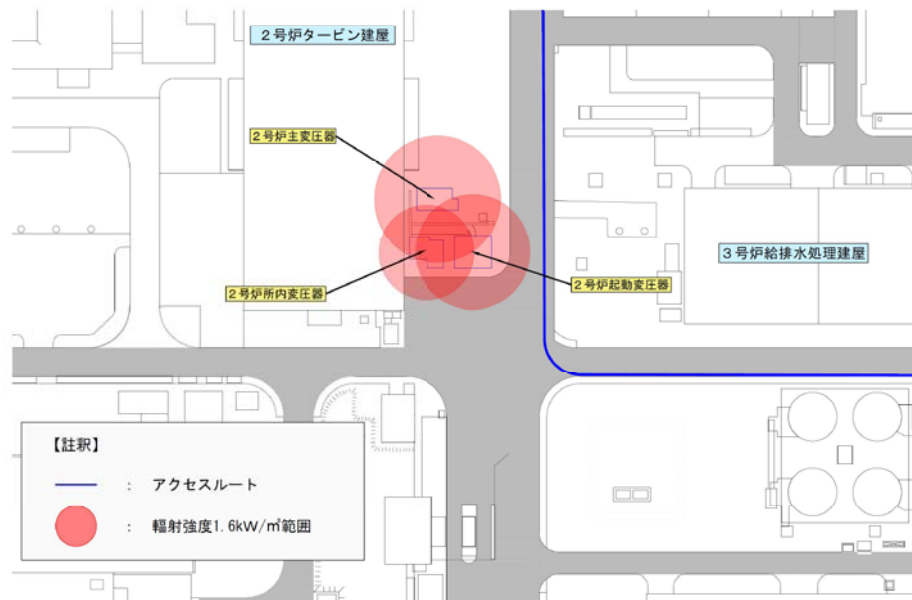 ２号炉タービン建屋
２号炉主変圧器
３号炉給排水処理建屋
２号炉起動変圧器
２号炉所内変圧器
【註釈】
： アクセスルート
： 輻射強度1.6kW/㎡範囲